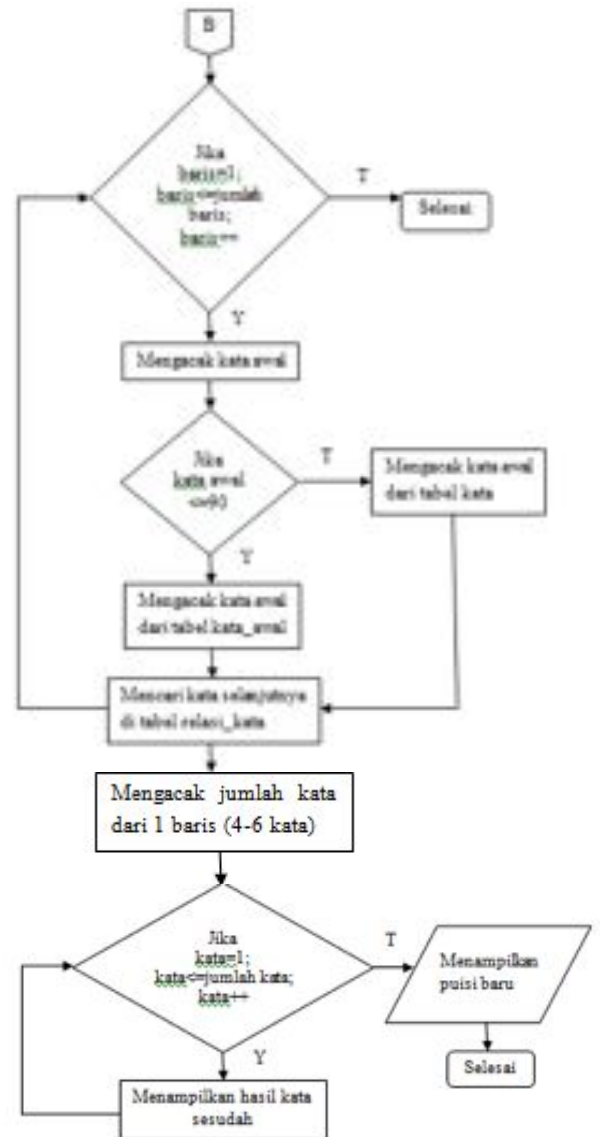 B
Jika
baris=1;
baris<=jumlah
baris;
baris++
T
Selesai
Y
Mengacak kata awal
Jika
kata awal
<=90
T
Mengacak kata awal
dari tabel kata
Y
Mengacak kata awal
dari tabel kata_awal
Mencari kata selanjutnya
di tabel relasi_kata
Mengacak jumlah kata
dari 1 baris (4-6 kata)
Jika
kata=1;
kata<=jumlah kata;
kata++
T
Menampilkan
puisi baru
Y
Selesai
Menampilkan hasil kata
sesudah